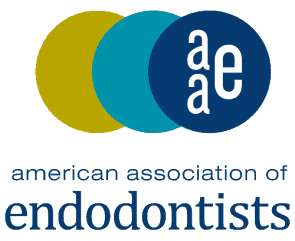 aae
american association of
endodontists